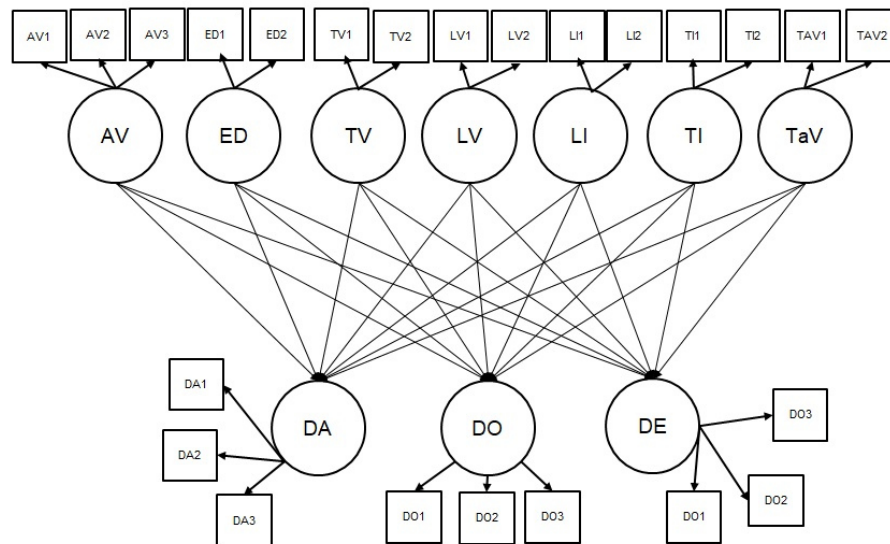 AV1
AV2
AV3
ED1
ED2
TV1
TV2
LV1
LV2
LI1
LI2
TI1
TI2
TAV1
TAV2
AV
ED
TV
LV
LI
TI
TaV
DA1
DA2
DA3
DA
DO
DE
DO1
DO2
DO3
DO3
DO2
DO1